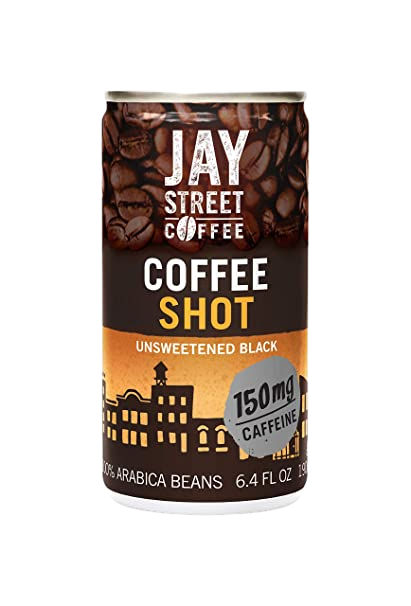 JAY
STREET
COFFEE
COFFEE
SHOT
UNSWEETENED BLACK
150mg
CAFFEINE
ARABICA BEANS 6.4 FL OZ